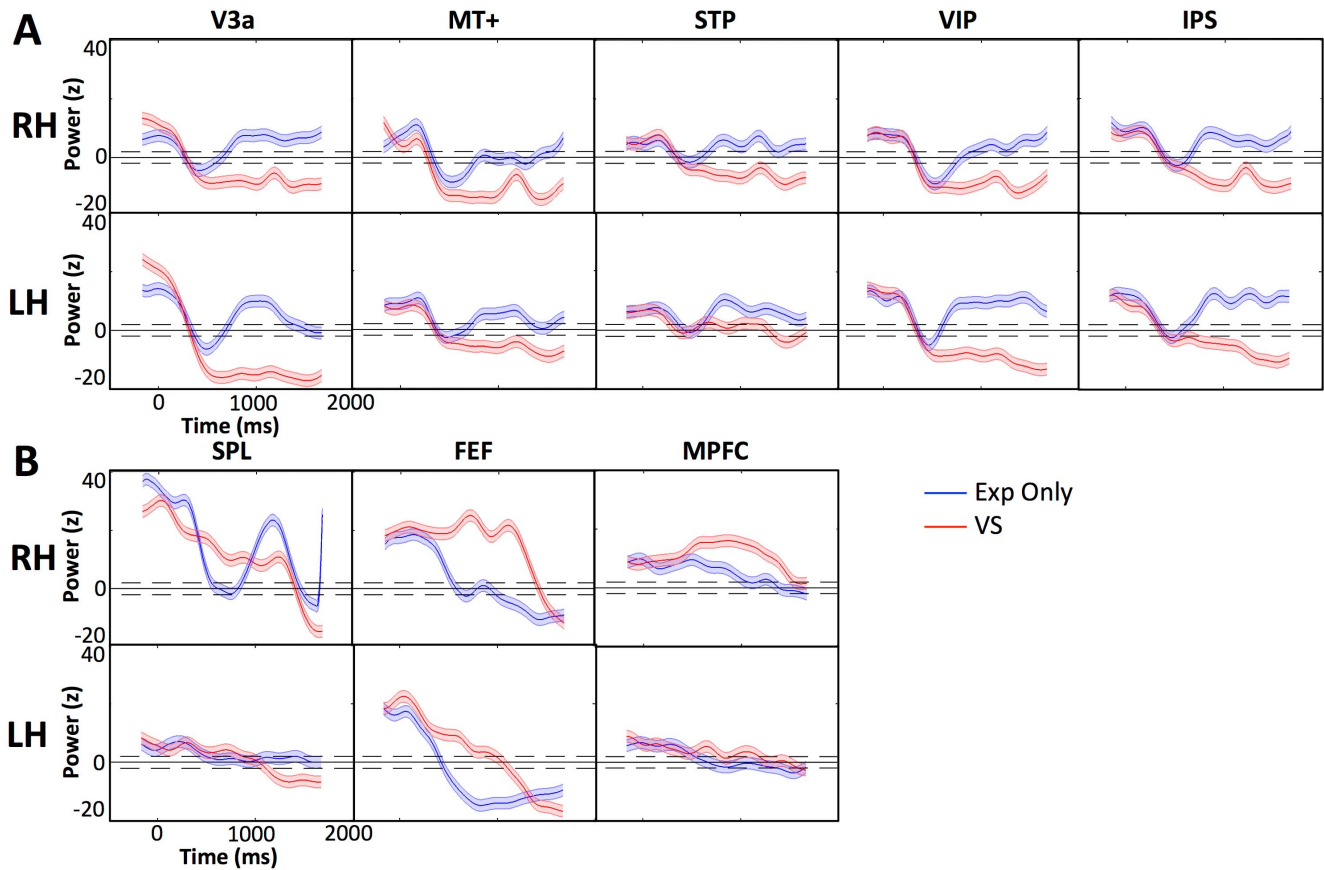 A
V3a MT+ STP VIP IPS
RH
Power (z)
40
0
-20
LH
Power (z)
40
0
-20
0 1000 2000
Time (ms)
B
SPL FEF MPFC
RH
Power (z)
40
0
-20
Exp Only
VS
LH
Power (z)
40
0
-20
0 1000 2000
Time (ms)